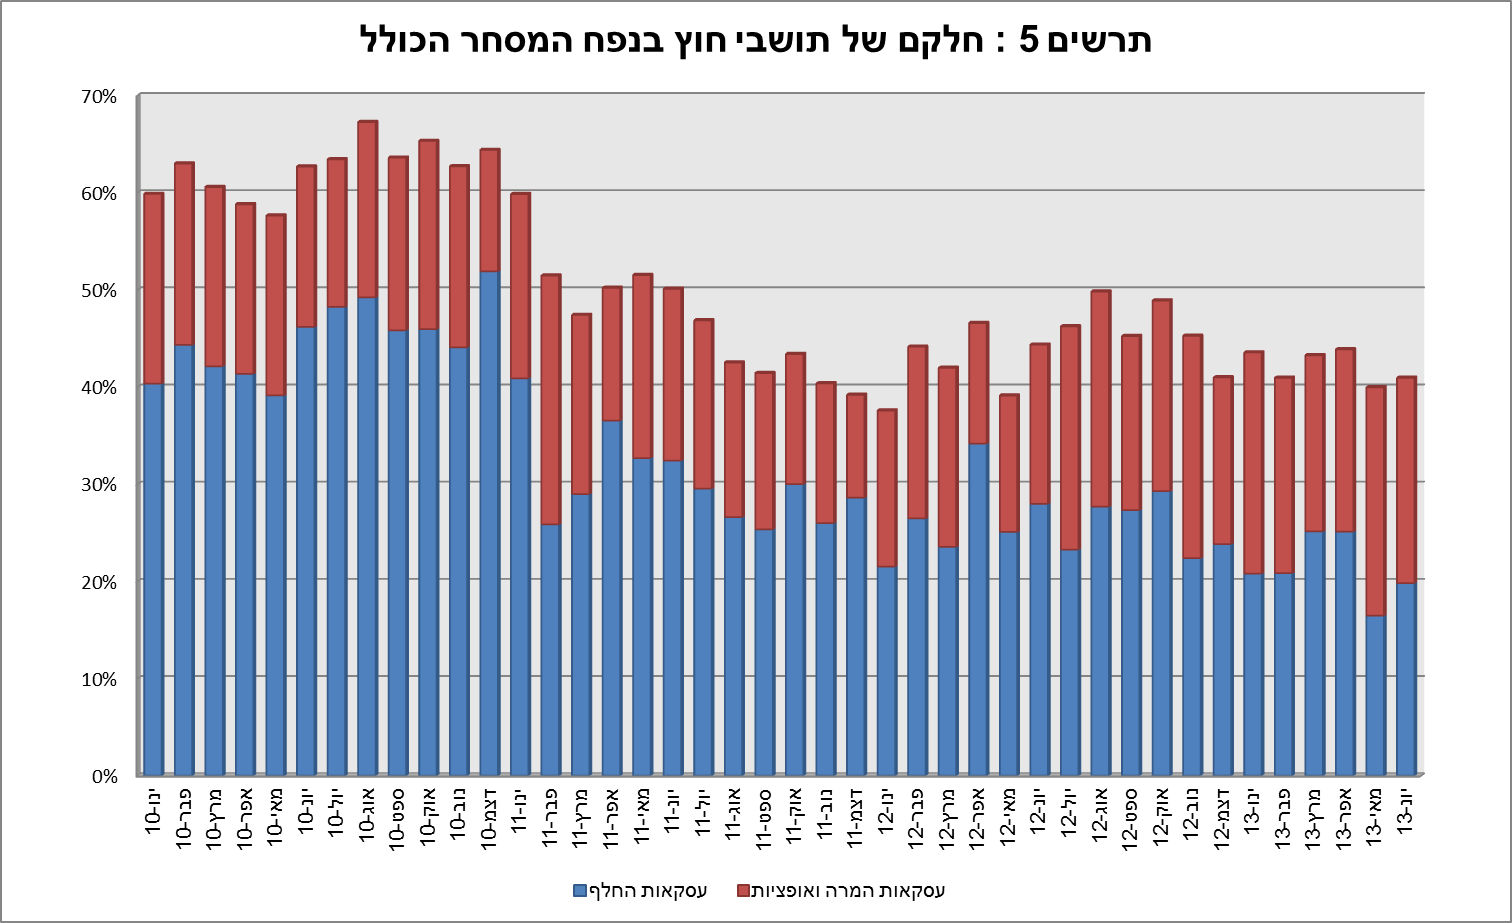 תרשים 5 : חלקם של תושבי חוץ בנפח המסחר הכולל
70%
60%
50%
40%
30%
20%
10%
0%
ינו-10
פבר-10
מרץ-10
אפר-10
מאי-10
יונ-10
יול-10
אוג-10
ספט-10
אוק-10
נוב-10
דצמ-10
ינו-11
פבר-11
מרץ-11
אפר-11
מאי-11
יונ-11
יול-11
אוג-11
ספט-11
אוק-11
נוב-11
דצמ-11
ינו-12
פבר-12
מרץ-12
אפר-12
מאי-12
יונ-12
יול-12
אוג-12
ספט-12
אוק-12
נוב-12
דצמ-12
ינו-13
פבר-13
מרץ-13
אפר-13
מאי-13
יונ-13
עסקאות החלף
עסקאות המרה ואופציות